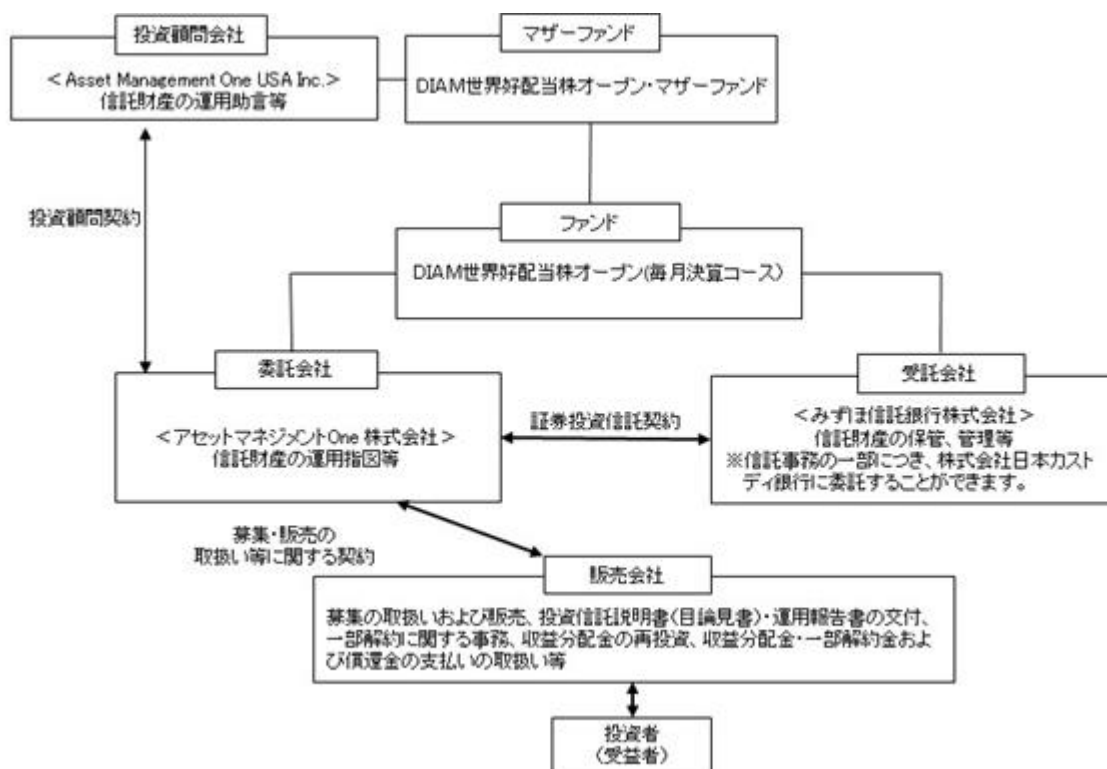 投資顧問会社
＜Asset Management One USA Inc.＞
信託財産の運用助言等
マザーファンド
DIAM世界好配当株オープン・マザーファンド
投資顧問契約
ファンド
DIAM世界好配当株オープン(毎月決算コース)
委託会社
＜アセットマネジメントOne 株式会社＞
信託財産の運用指図等
証券投資信託契約
受託会社
＜みずほ信託銀行株式会社＞
信託財産の保管、管理等
※信託事務の一部につき、株式会社日本カスト
ディ銀行に委託することができます。
募集・販売の
取扱い等に関する契約
販売会社
募集の取扱いおよび販売、投資信託説明書(目論見書)・運用報告書の交付、
一部解約に関する事務、収益分配金の再投資、収益分配金・一部解約金およ
び償還金の支払いの取扱い等
投資者
(受益者)